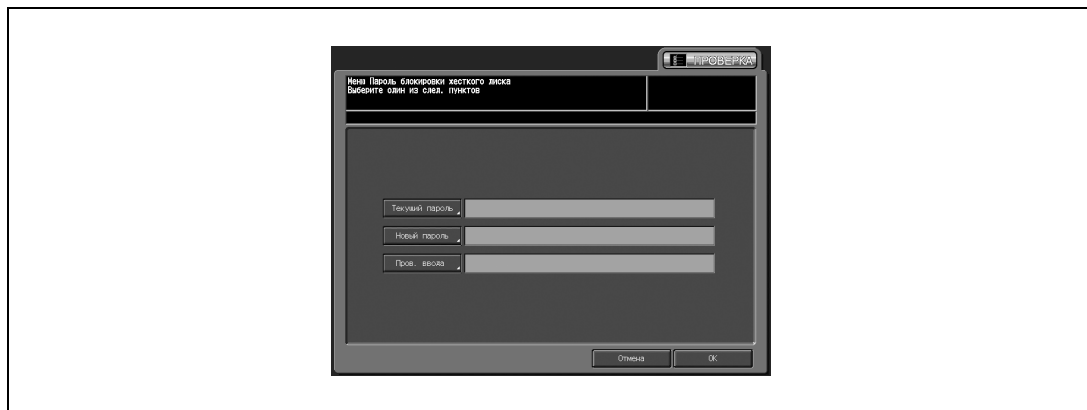 ПРОВЕРКА
Меню Пароль блокировки жесткого диска
Выберите один из след. пунктов
Текущий пароль
Новый пароль
Пров. ввода
Отмена
OK